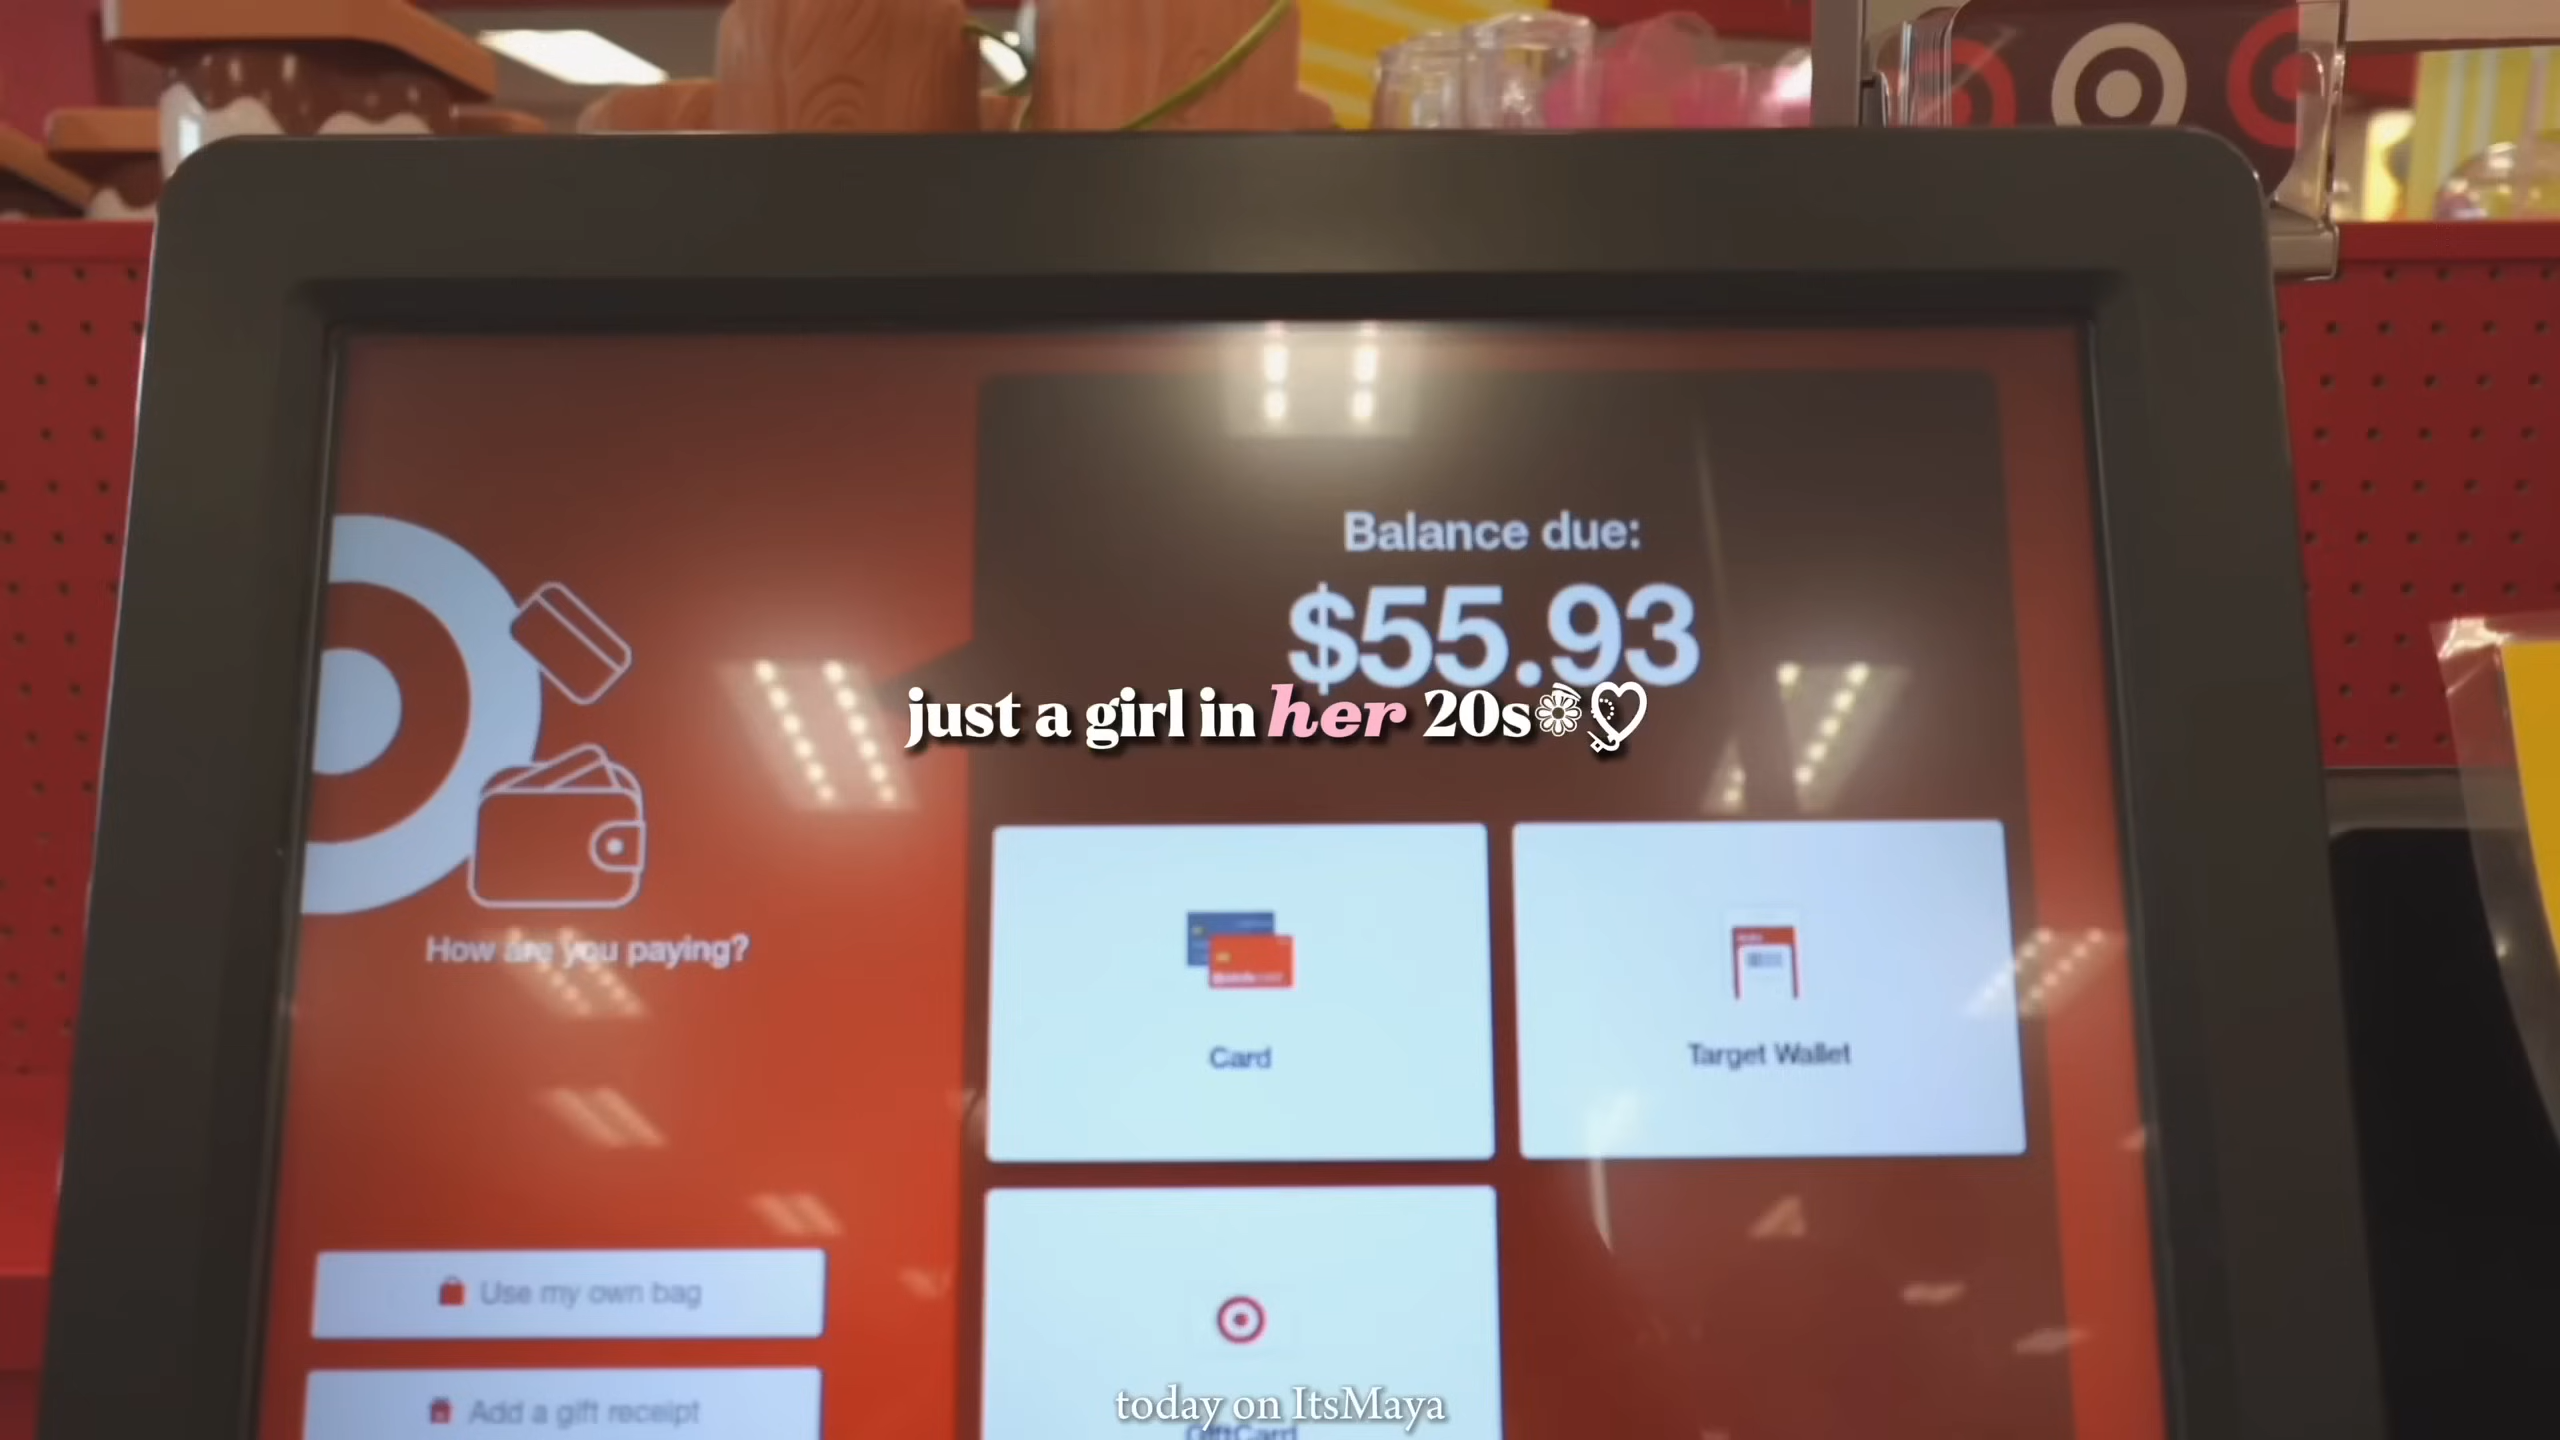 Balance due:
$55.93
just a girl in her 20s
How are you paying?
Card
Target Wallet
Use my own bag
Add a gift receipt
today on ItsMaya
GiftCard